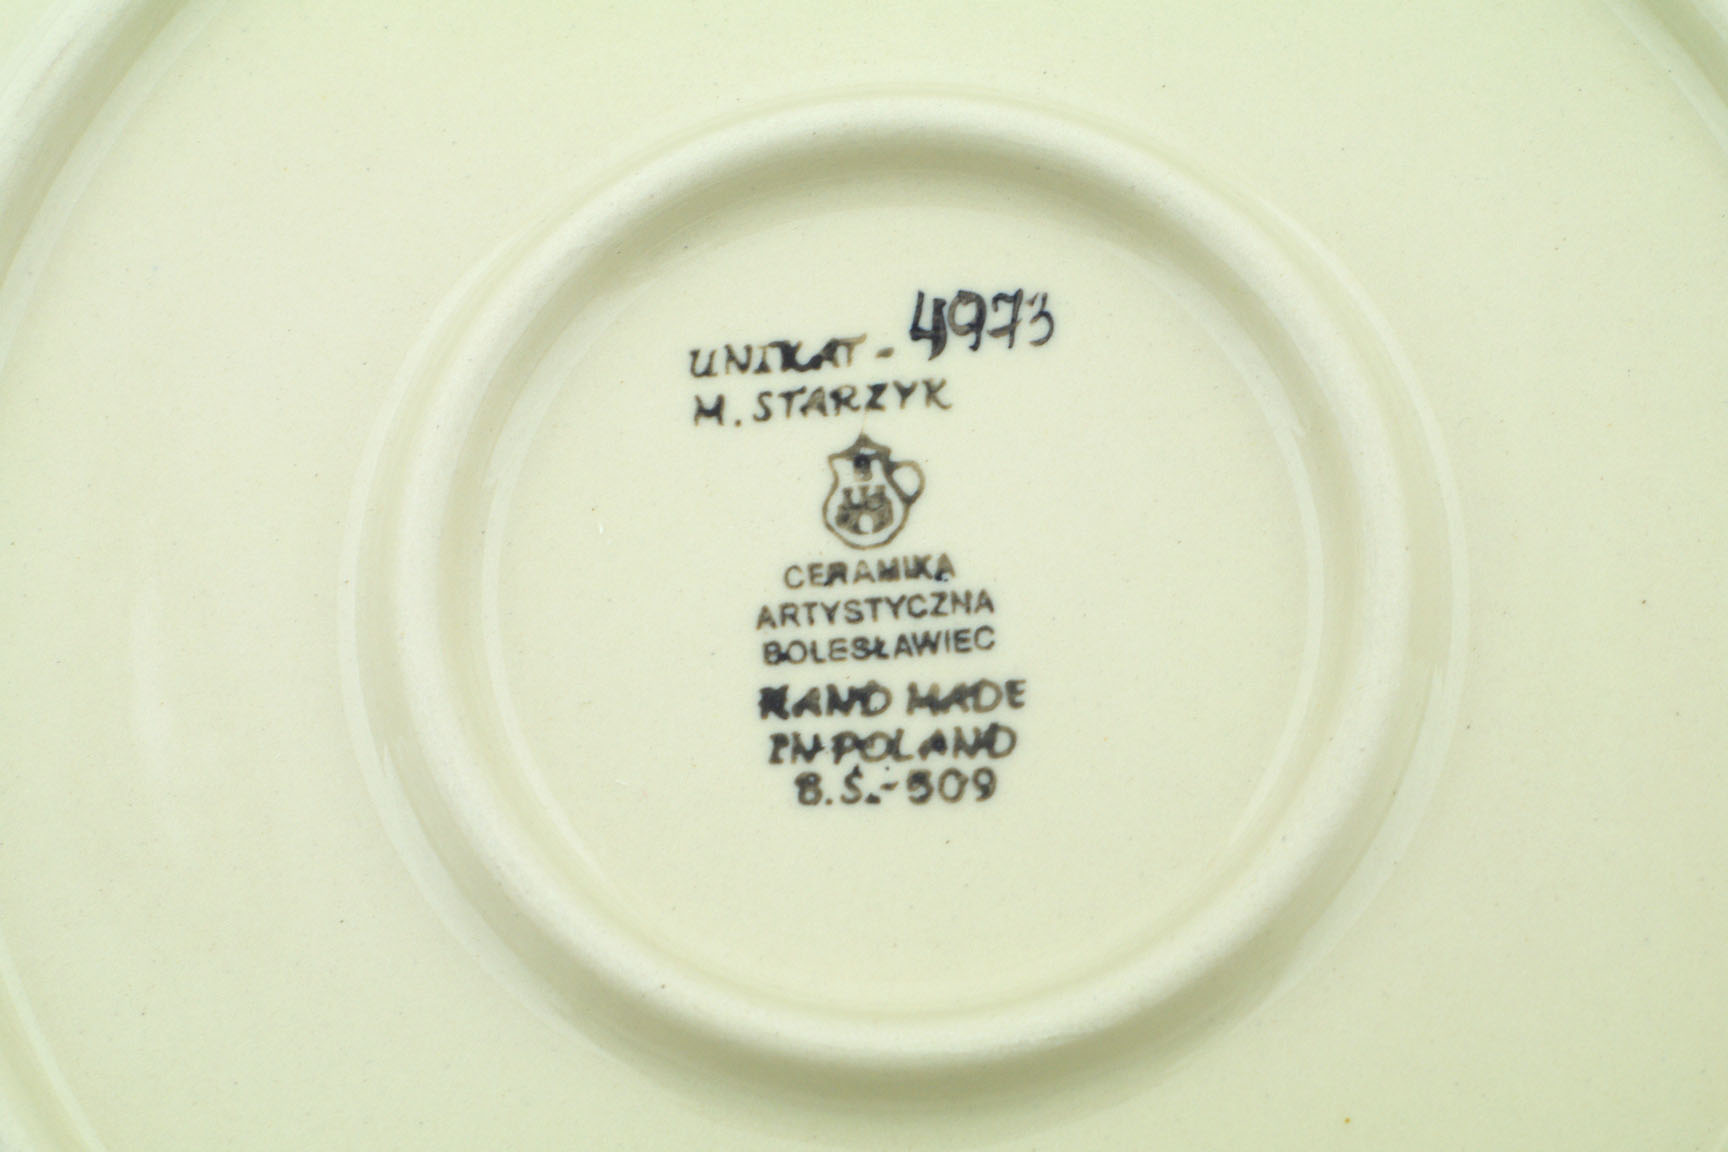 UNIKAT - 4973
M. STARZYK
CERAMIKA
ARTYSTYCZNA
BOLESŁAWIEC
HAND MADE
IN POLAND
B.Ś.-509